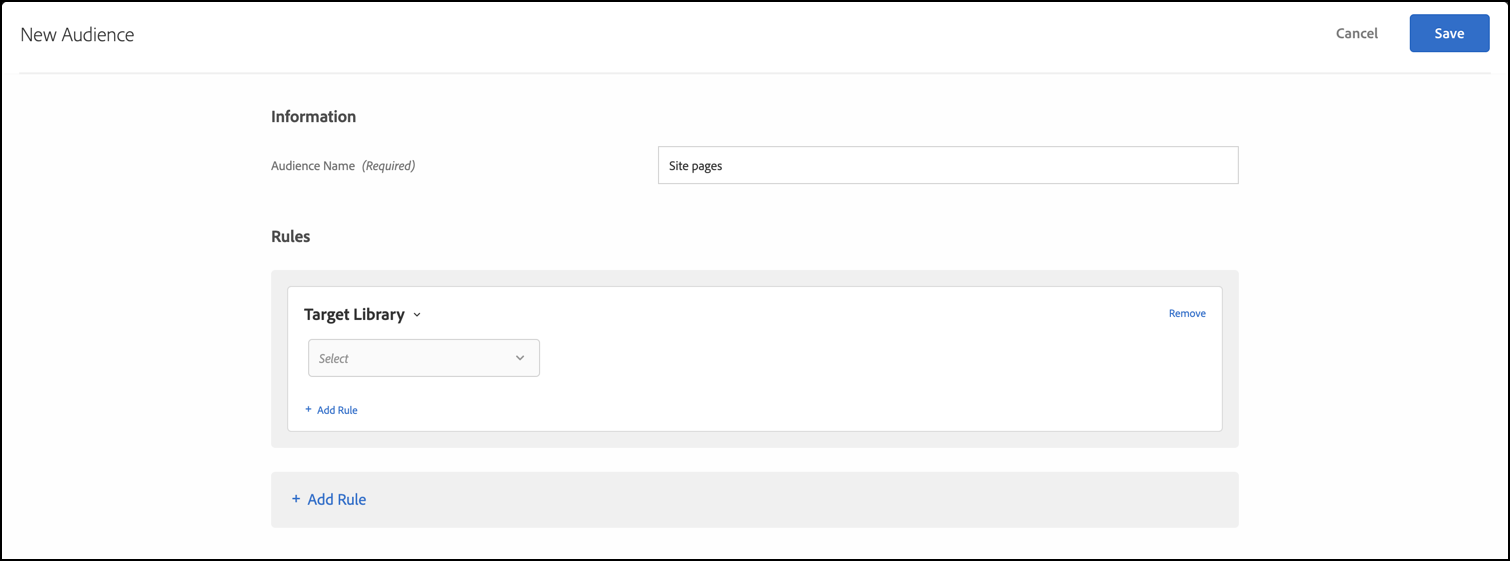 New Audience
Cancel
Save
Information
Audience Name (Required)
Site pages
Rules
Target Library
Remove
Select
+ Add Rule
+ Add Rule